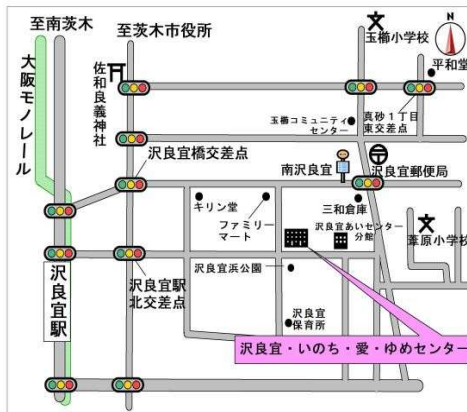 至南茨木
至茨木市役所
文
玉櫛小学校
平和堂
大阪モノレール
佐和良義神社
玉櫛コミュニティ
センター
真砂1丁目
東交差点
沢良宜橋交差点
南沢良宜
沢良宜郵便局
キリン堂
ファミリー
マート
三和倉庫
沢良宜あいセンター
分館
文
葦原小学校
沢良宜浜公園
沢良宜駅
沢良宜駅
北交差点
沢良宜
保育所
沢良宜・いのち・愛・ゆめセンター